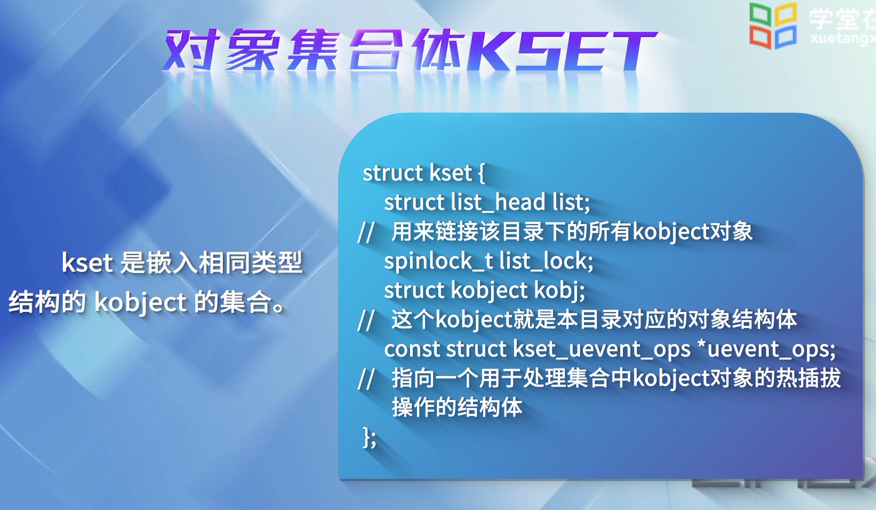 对象集合体KSET
学堂在
xuetangx
struct kset {
struct list_head list;
// 用来链接该目录下的所有kobject对象
spinlock_t list_lock;
struct kobject kobj;
// 这个kobject就是本目录对应的对象结构体
const struct kset_uevent_ops *uevent_ops;
// 指向一个用于处理集合中kobject对象的热插拔
操作的结构体
};
kset 是嵌入相同类型
结构的 kobject 的集合。